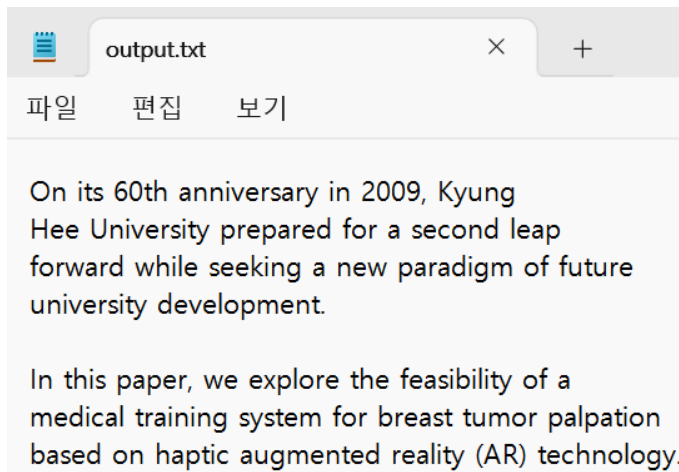 output.txt
파일 편집 보기
On its 60th anniversary in 2009, Kyung
Hee University prepared for a second leap
forward while seeking a new paradigm of future
university development.
In this paper, we explore the feasibility of a
medical training system for breast tumor palpation
based on haptic augmented reality (AR) technology.